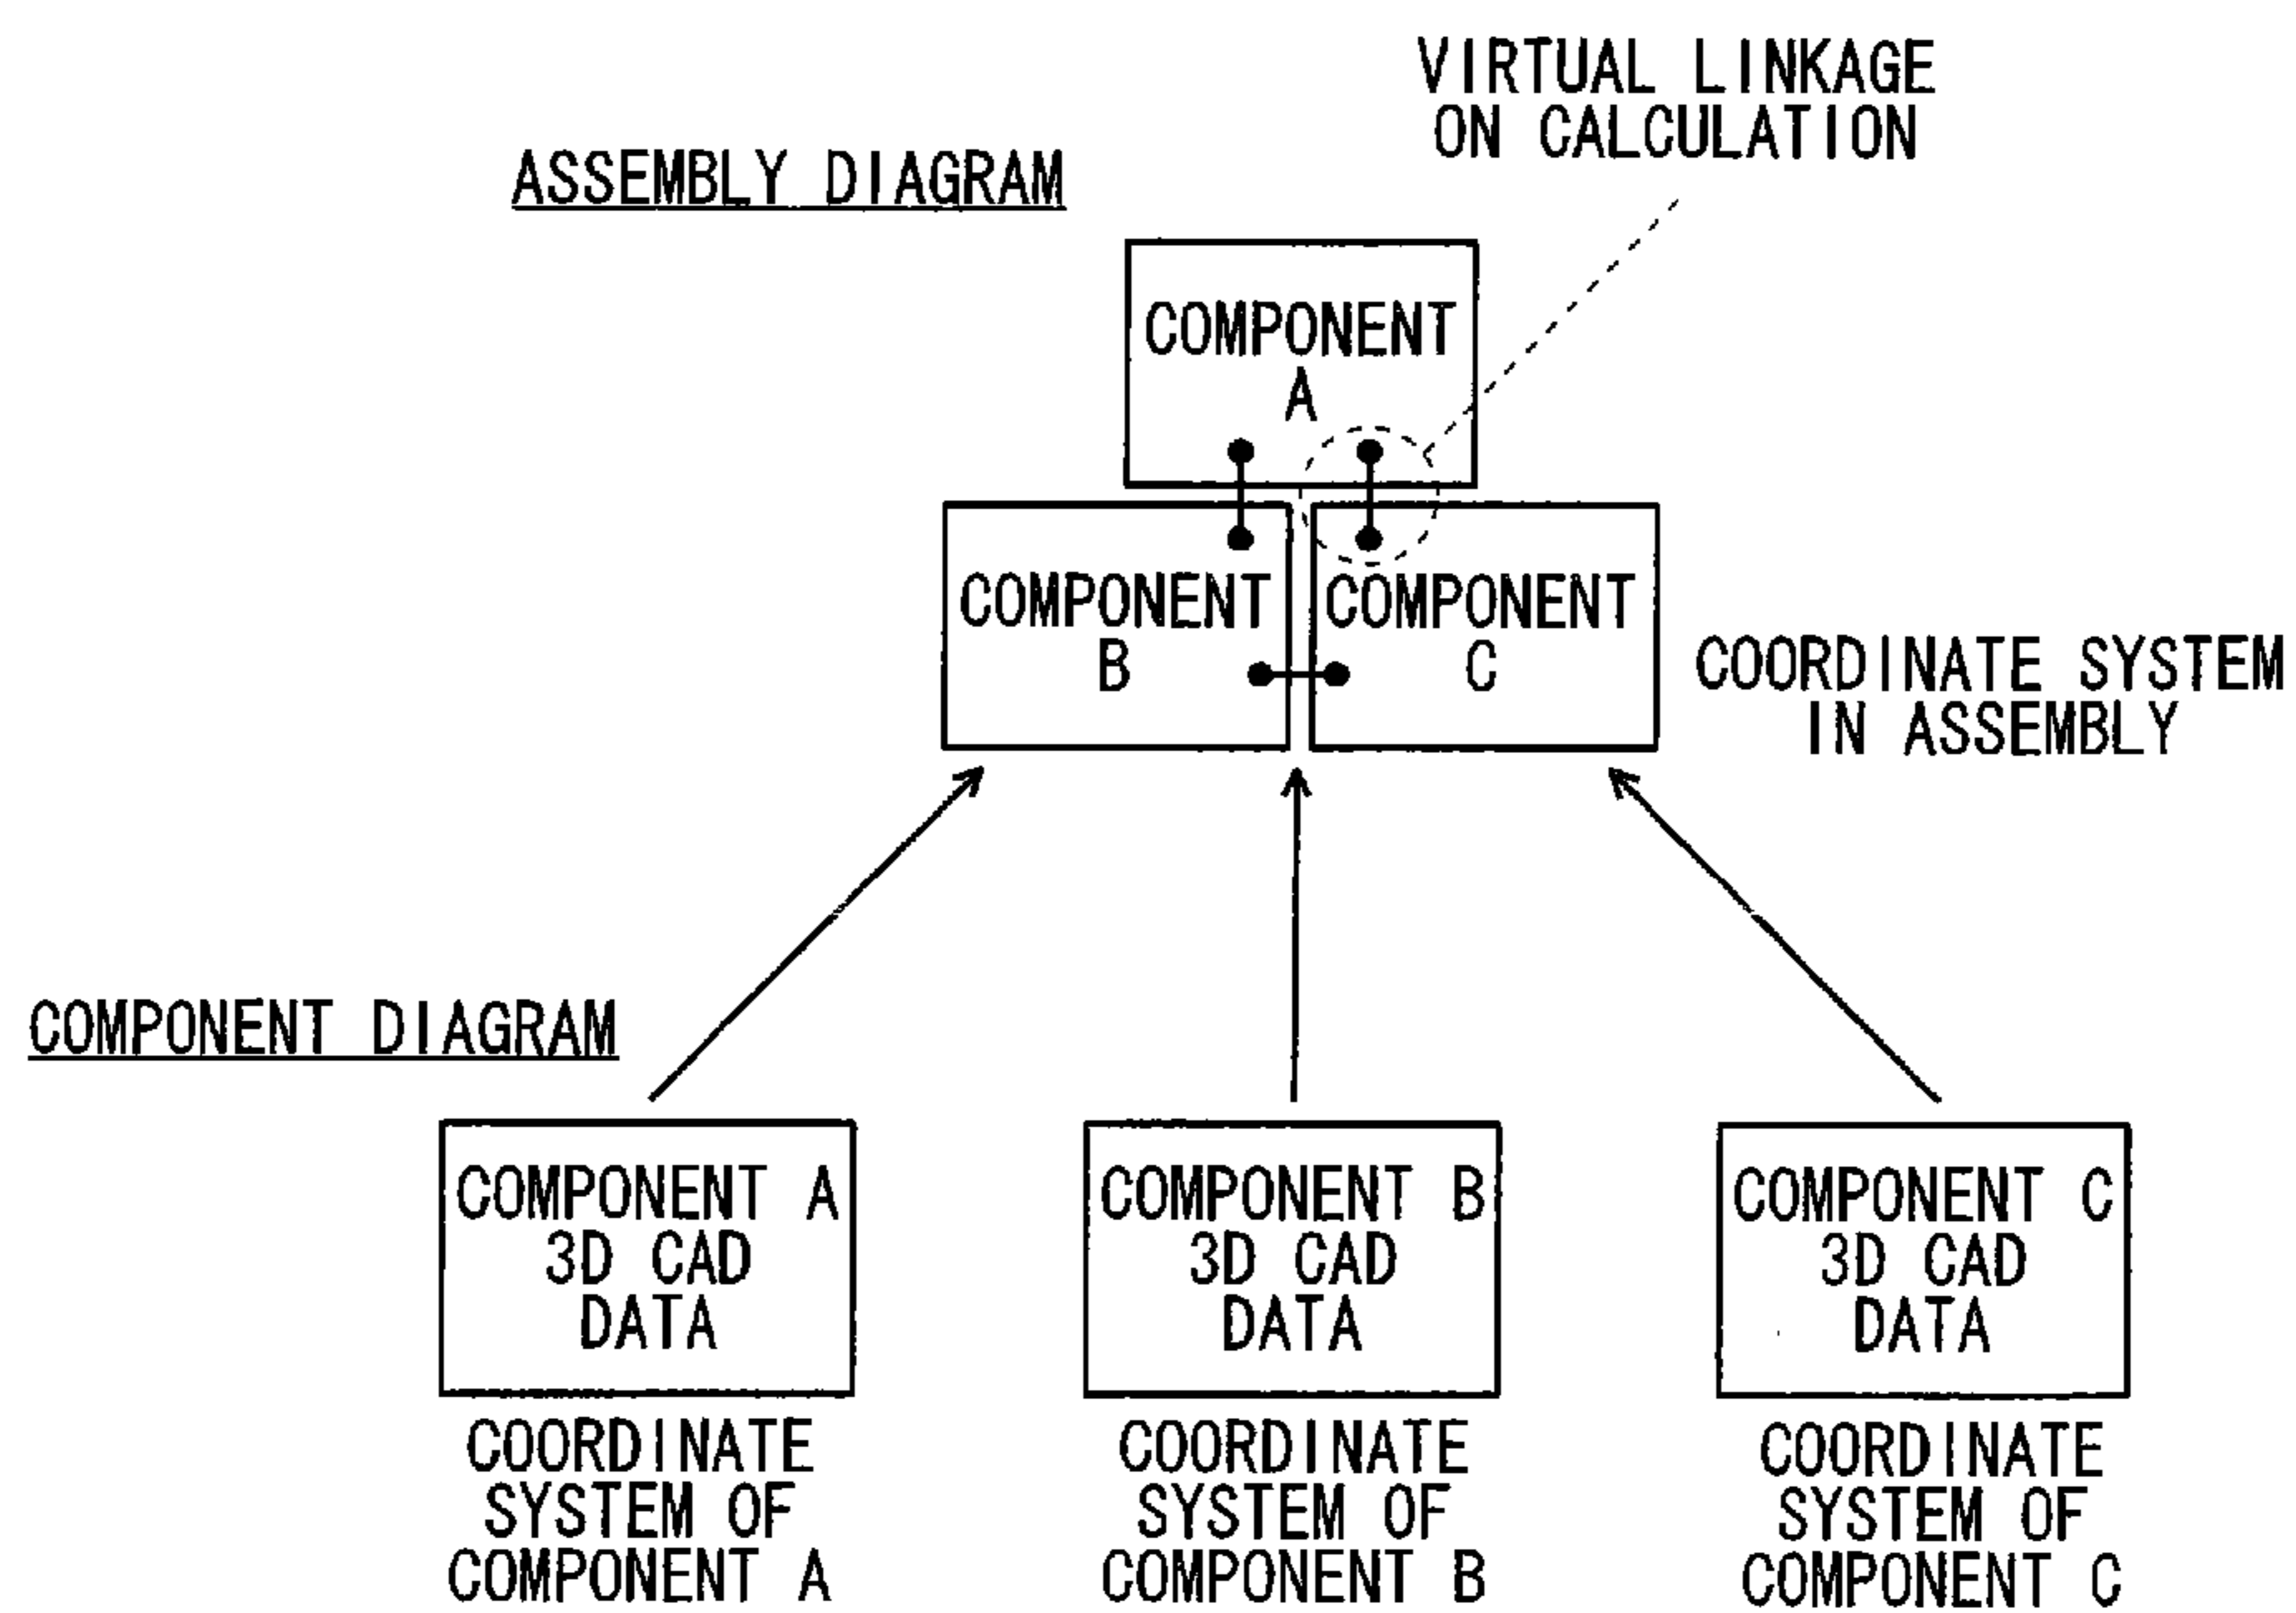 VIRTUAL LINKAGE
ON CALCULATION
ASSEMBLY DIAGRAM
COMPONENT
A
COMPONENT
B
COMPONENT
C
COORDINATE SYSTEM
IN ASSEMBLY
COMPONENT DIAGRAM
COMPONENT A
3D CAD
DATA
COMPONENT B
3D CAD
DATA
COMPONENT C
3D CAD
DATA
COORDINATE
SYSTEM OF
COMPONENT A
COORDINATE
SYSTEM OF
COMPONENT B
COORDINATE
SYSTEM OF
COMPONENT C